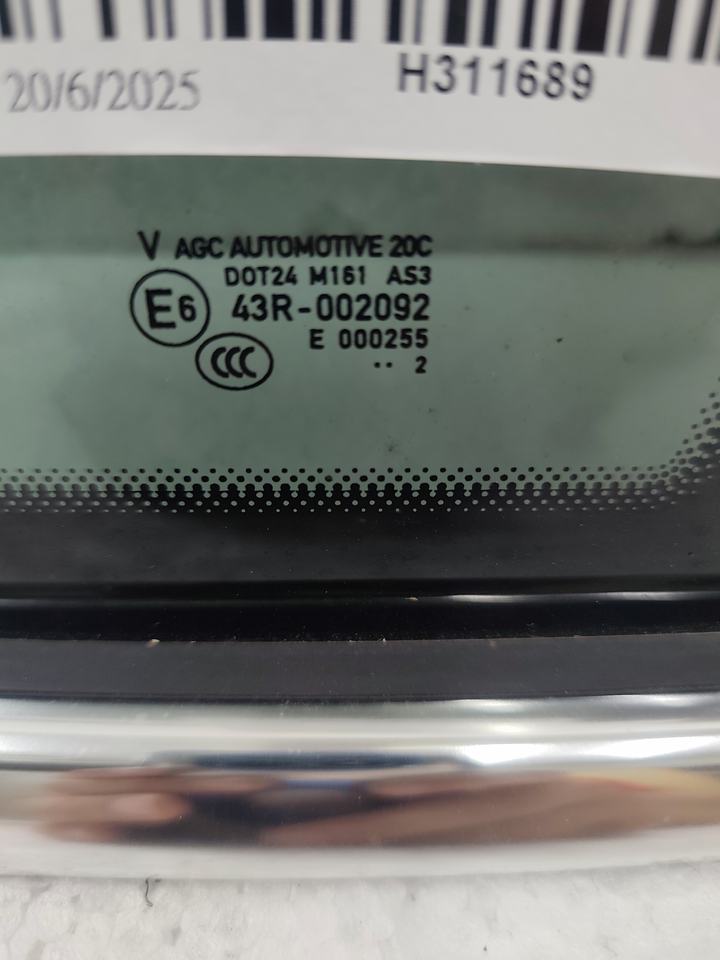 20/6/2025
H311689
V AGC AUTOMOTIVE 20C
DOT24 M161 AS3
E6 43R-002092
E 000255
CCC
·· 2